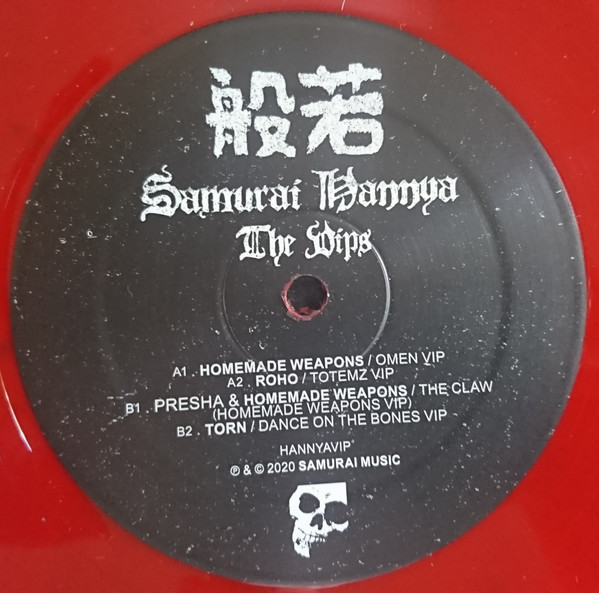 般若
Samurai Hannya
The Vips
A1 . HOMEMADE WEAPONS / OMEN VIP
A2 . ROHO / TOTEMZ VIP
B1 . PRESHA & HOMEMADE WEAPONS / THE CLAW
(HOMEMADE WEAPONS VIP)
B2 . TORN / DANCE ON THE BONES VIP
HANNYAVIP
℗ & © 2020 SAMURAI MUSIC